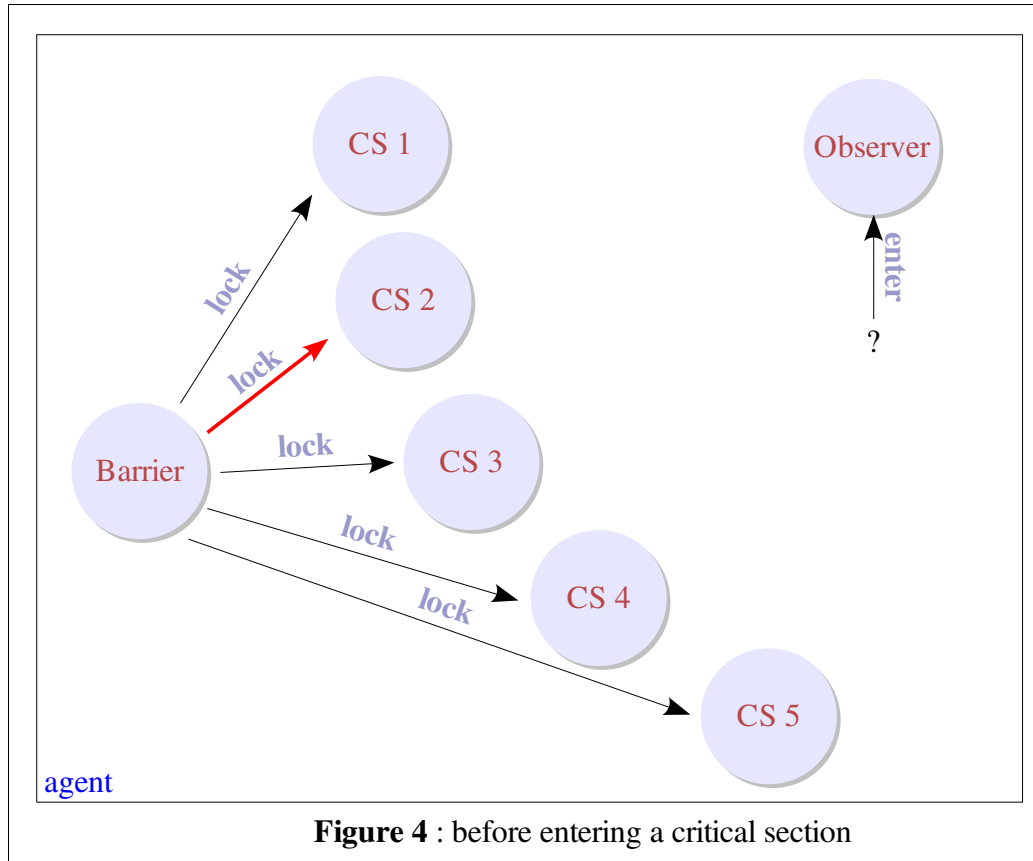 CS 1
Observer
lock
enter
CS 2
?
lock
lock
CS 3
Barrier
lock
CS 4
lock
CS 5
agent
Figure 4 : before entering a critical section